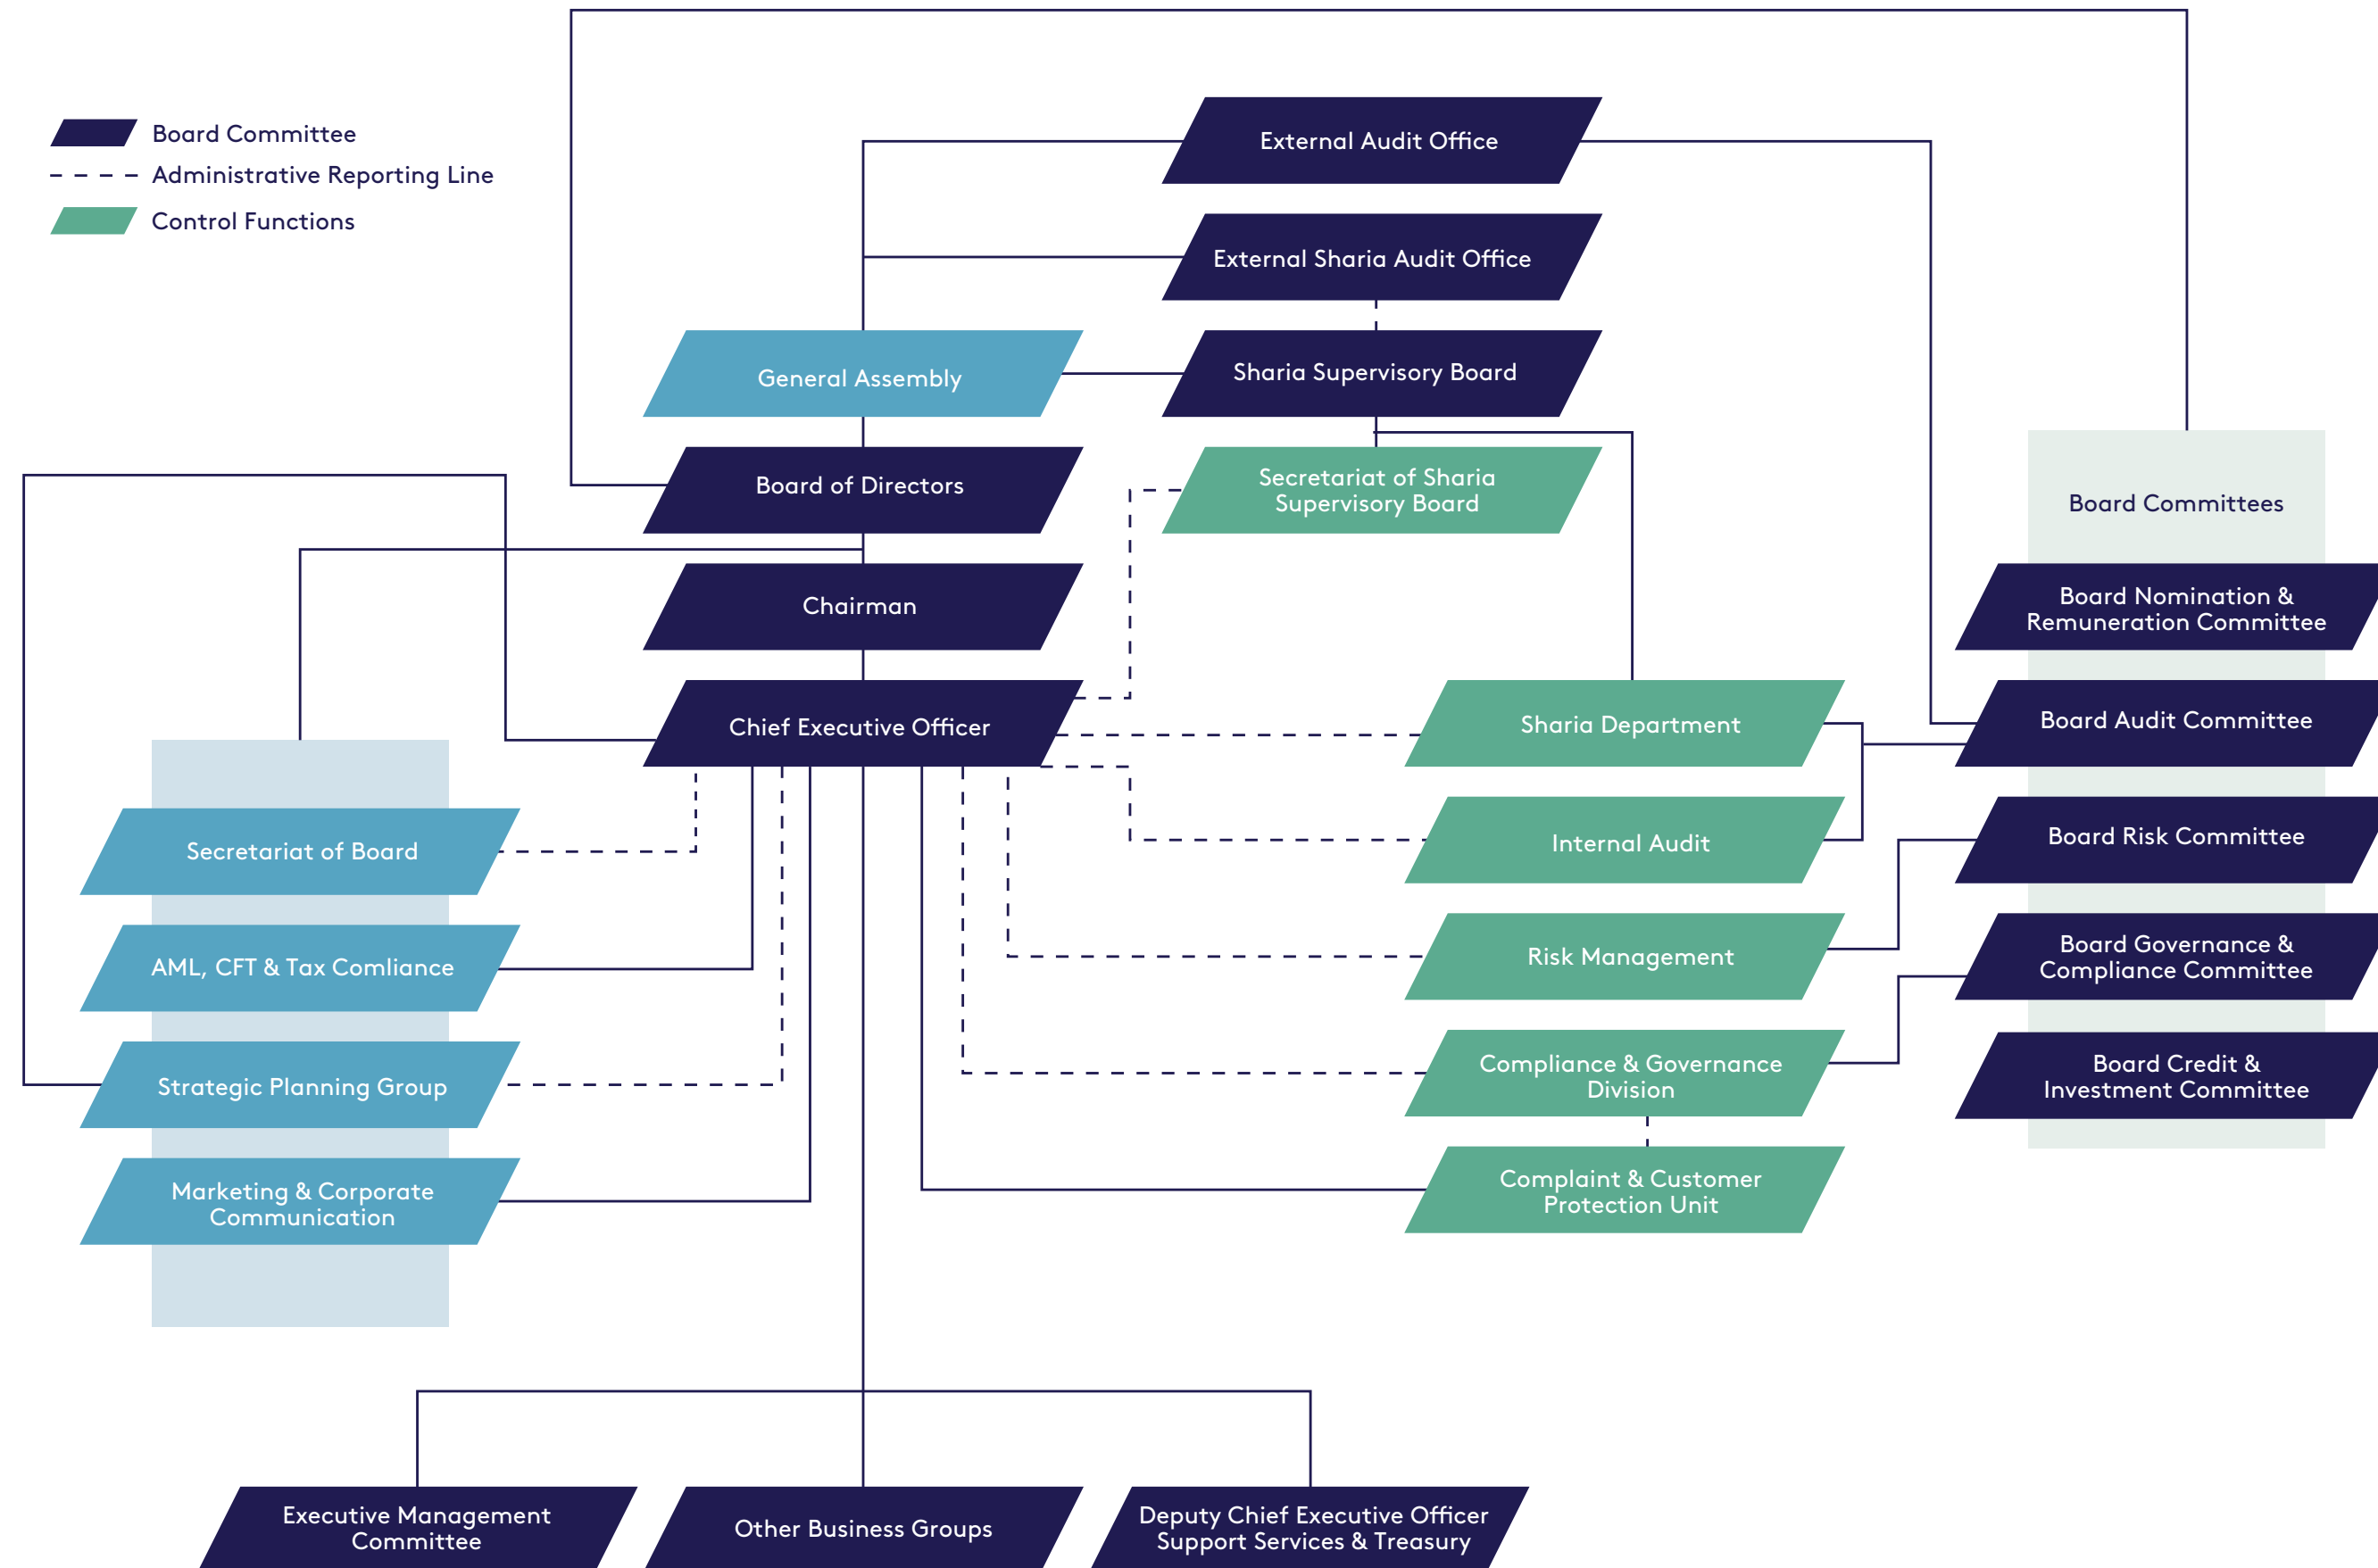 Board Committee
Administrative Reporting Line
Control Functions
External Audit Office
External Sharia Audit Office
General Assembly
Sharia Supervisory Board
Board of Directors
Secretariat of Sharia
Supervisory Board
Board Committees
Chairman
Board Nomination &
Remuneration Committee
Chief Executive Officer
Sharia Department
Board Audit Committee
Secretariat of Board
Internal Audit
Board Risk Committee
AML, CFT & Tax Comliance
Risk Management
Board Governance &
Compliance Committee
Strategic Planning Group
Compliance & Governance
Division
Board Credit &
Investment Committee
Marketing & Corporate
Communication
Complaint & Customer
Protection Unit
Executive Management
Committee
Other Business Groups
Deputy Chief Executive Officer
Support Services & Treasury